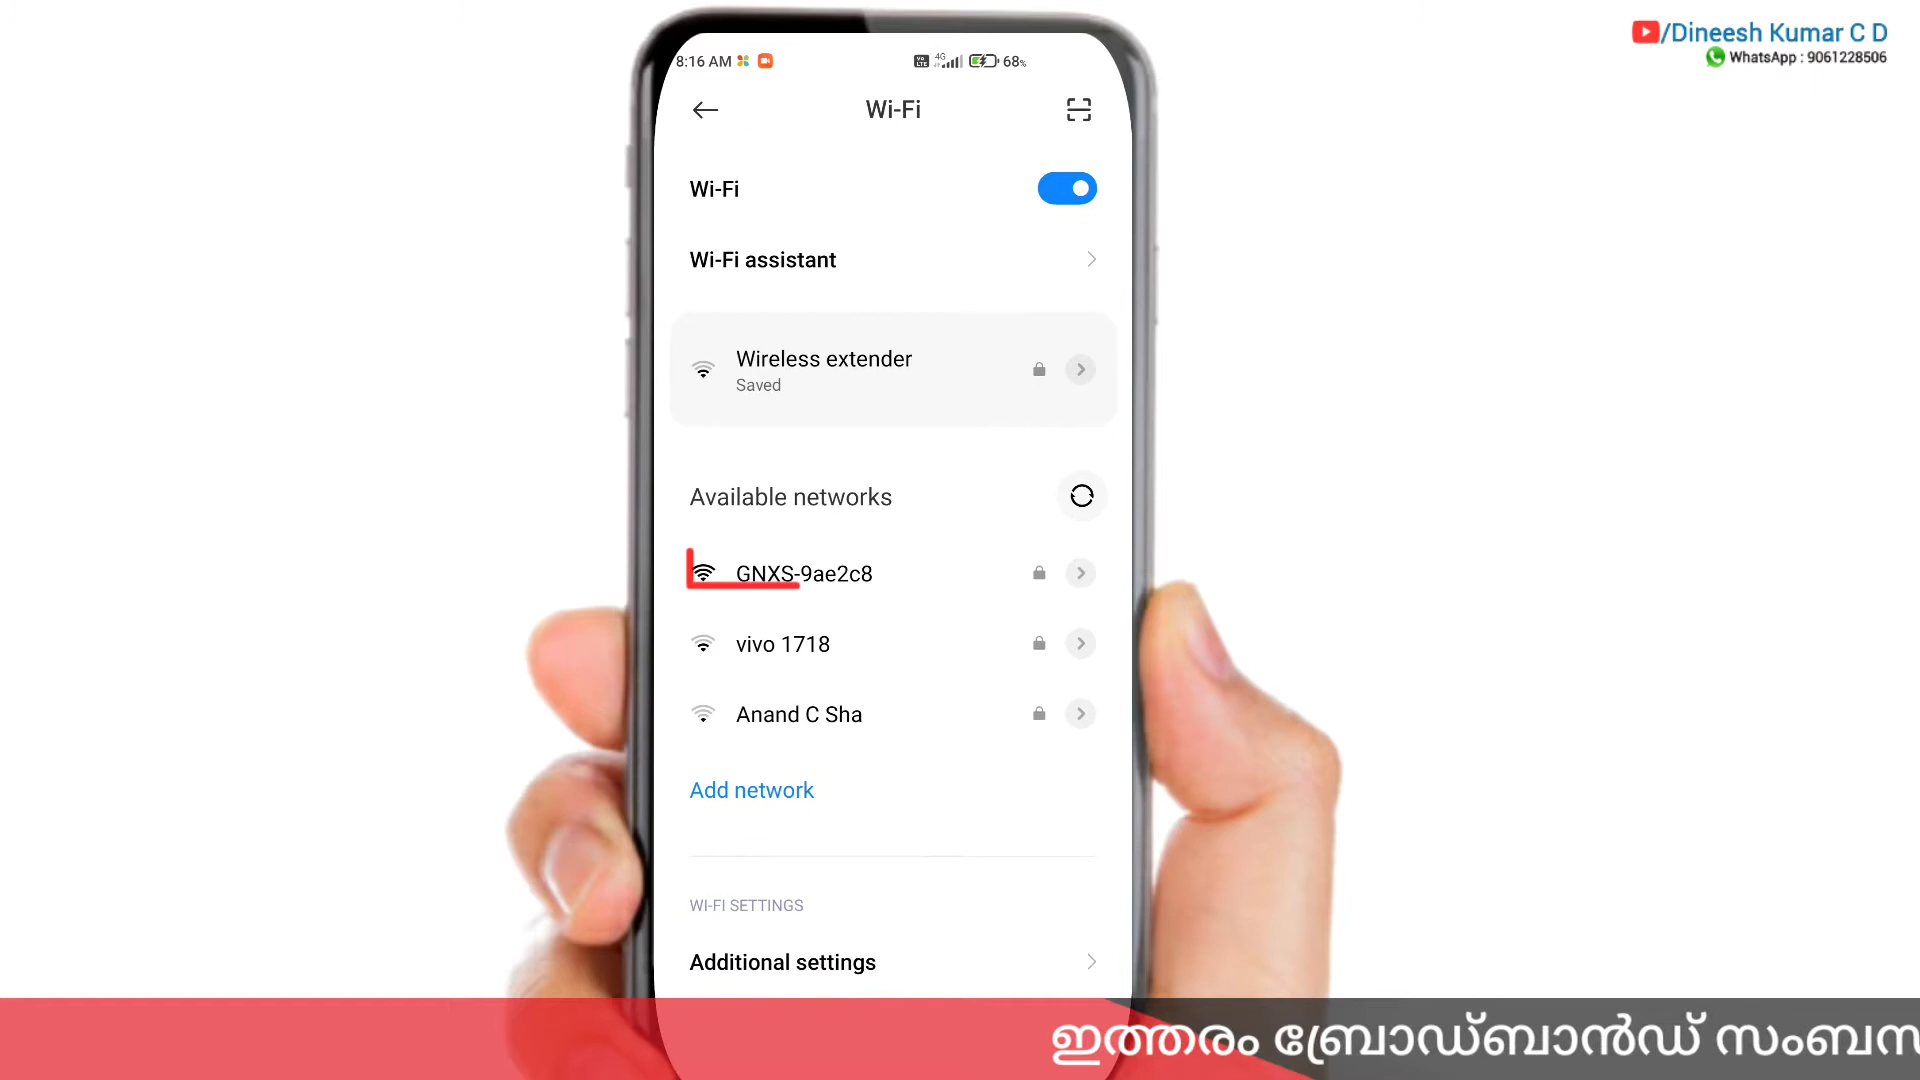 /Dineesh Kumar C D
WhatsApp : 9061228506
8:16 AM 4G 68%
Wi-Fi
Wi-Fi
Wi-Fi assistant
Wireless extender
Saved
Available networks
GNXS-9ae2c8
vivo 1718
Anand C Sha
Add network
WI-FI SETTINGS
Additional settings
ഇത്തരം ബ്രോഡ്ബാൻഡ്